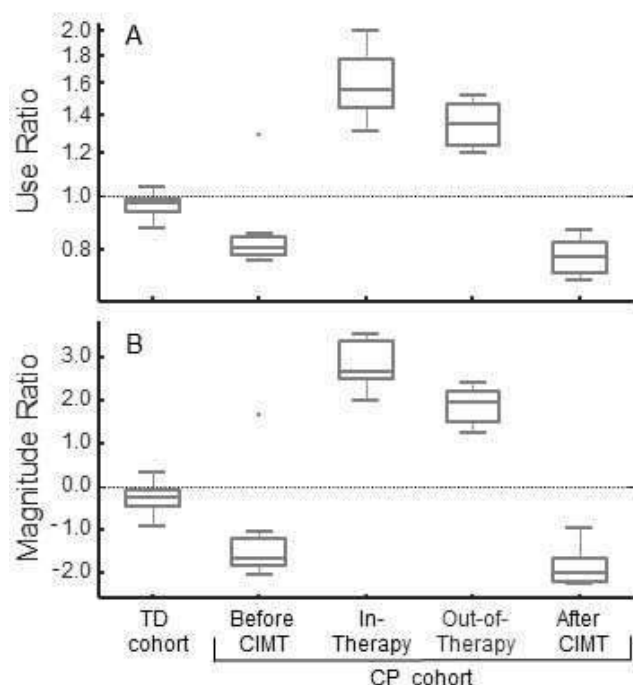 A
Use Ratio
2.0
1.8
1.6
1.4
1.2
1.0
0.8
B
Magnitude Ratio
3.0
2.0
1.0
0.0
-1.0
-2.0
TD
cohort
Before
CIMT
In-
Therapy
Out-of-
Therapy
After
CIMT
CP cohort